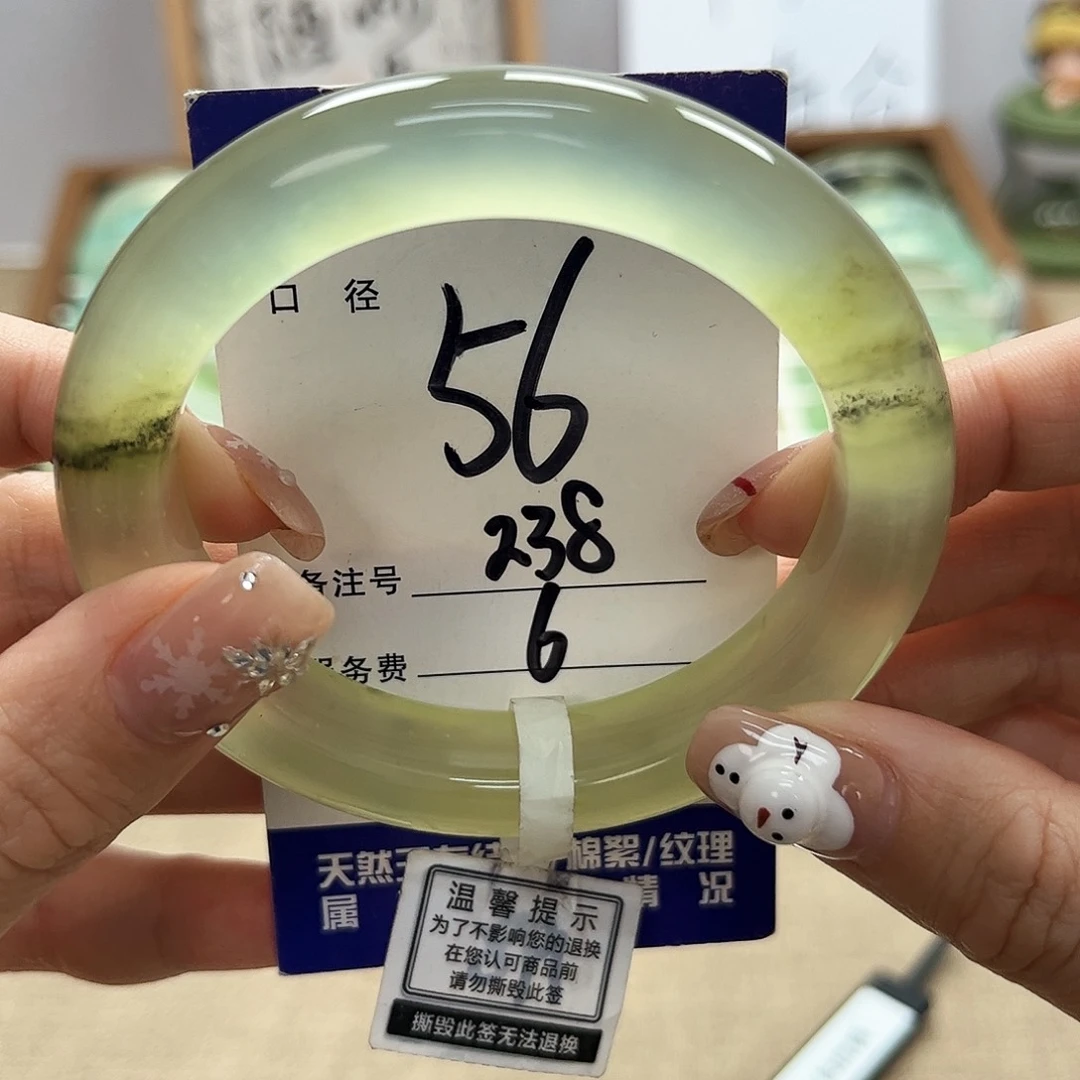 口 径
56
238
备注号
6
服务费
天然 棉絮/纹理
属 情 况
温馨提示
为了不影响您的退换
在您认可商品前
请勿撕毁此签
撕毁此签无法退换